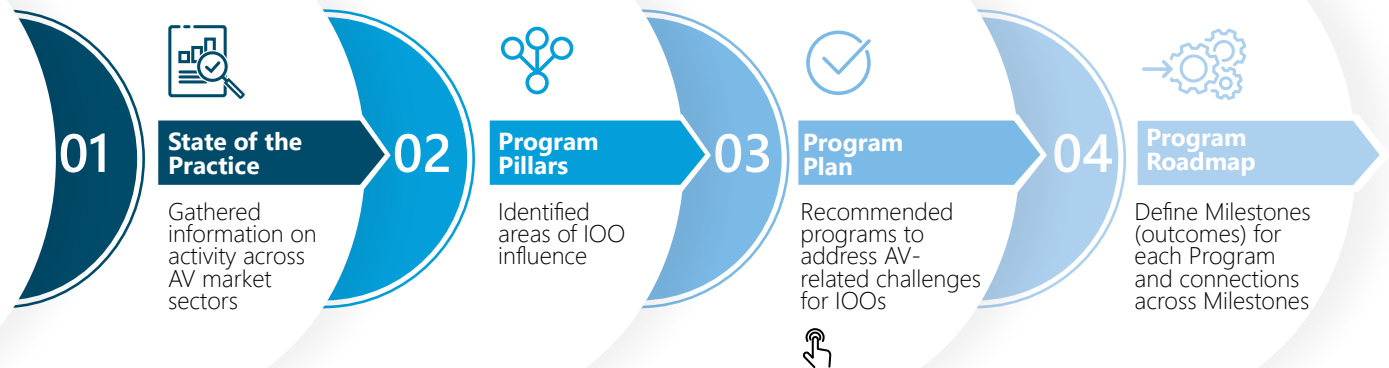 01
State of the
Practice
Gathered
information on
activity across
AV market
sectors
02
Program
Pillars
Identified
areas of IOO
influence
03
Program
Plan
Recommended
programs to
address AV-
related challenges
for IOOs
04
Program
Roadmap
Define Milestones
(outcomes) for
each Program
and connections
across Milestones